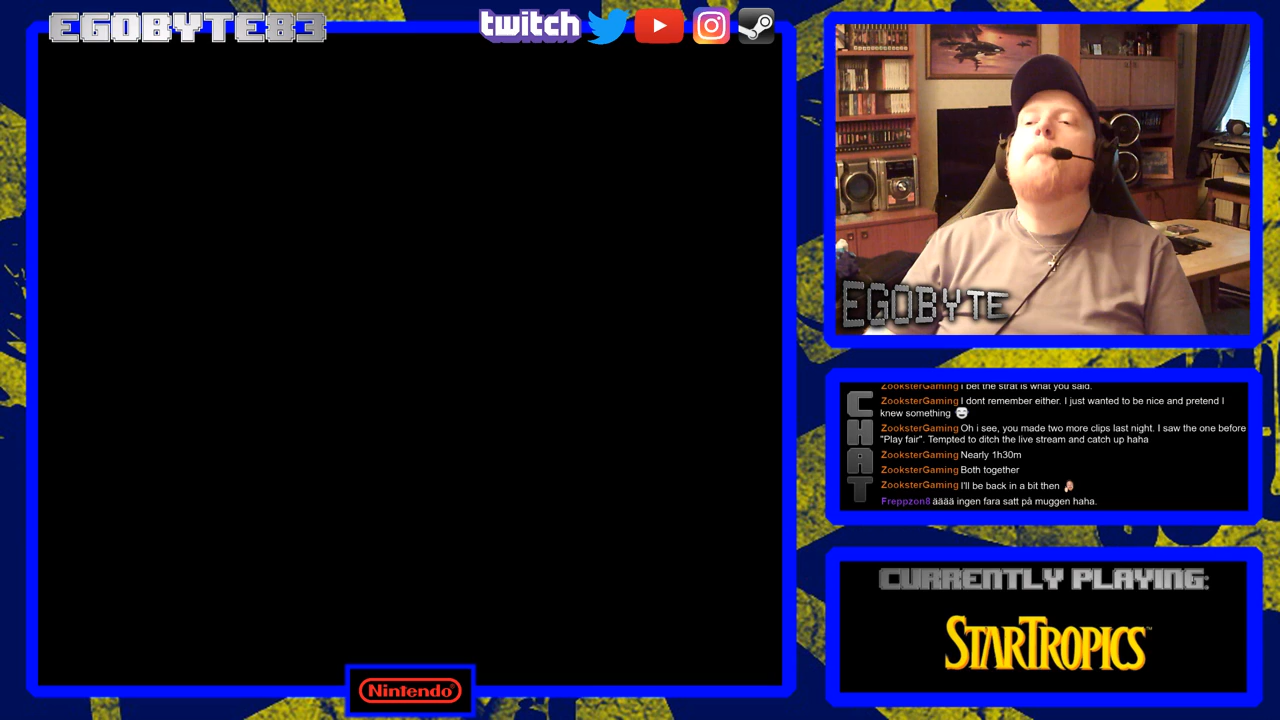 EGOBYTE83
twitch
EGOBYTE
CHAT
ZooksterGaming I bet the strat is what you said.
ZooksterGaming I dont remember either. I just wanted to be nice and pretend I
knew something
ZooksterGaming Oh i see, you made two more clips last night. I saw the one before
"Play fair". Tempted to ditch the live stream and catch up haha
ZooksterGaming Nearly 1h30m
ZooksterGaming Both together
ZooksterGaming I'll be back in a bit then
Freppzon8 ääää ingen fara satt på muggen haha.
CURRENTLY PLAYING:
STARTROPICS™
Nintendo®